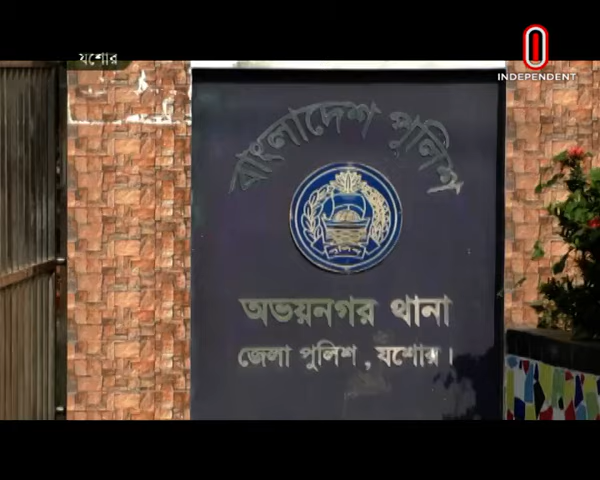 যশোর
INDEPENDENT
বাংলাদেশ পুলিশ
পুলিশ
অভয়নগর থানা
জেলা পুলিশ, যশোর।